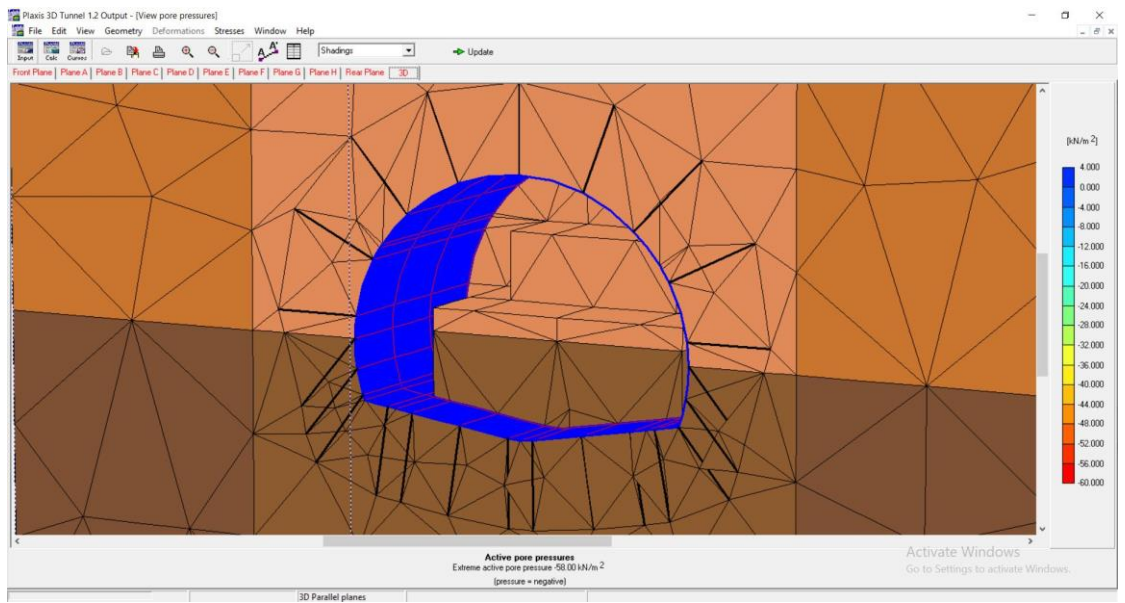 Plaxis 3D Tunnel 1.2 Output - [View pore pressures]
File Edit View Geometry Deformations Stresses Window Help
Input Calc Curves Shadings Update
Front Plane Plane A Plane B Plane C Plane D Plane E Plane F Plane G Plane H Rear Plane 3D
[kN/m 2]
4.000
0.000
-4.000
-8.000
-12.000
-16.000
-20.000
-24.000
-28.000
-32.000
-36.000
-40.000
-44.000
-48.000
-52.000
-56.000
-60.000
Active pore pressures
Extreme active pore pressure -58.00 kN/m 2
(pressure = negative)
Activate Windows
Go to Settings to activate Windows.
3D Parallel planes